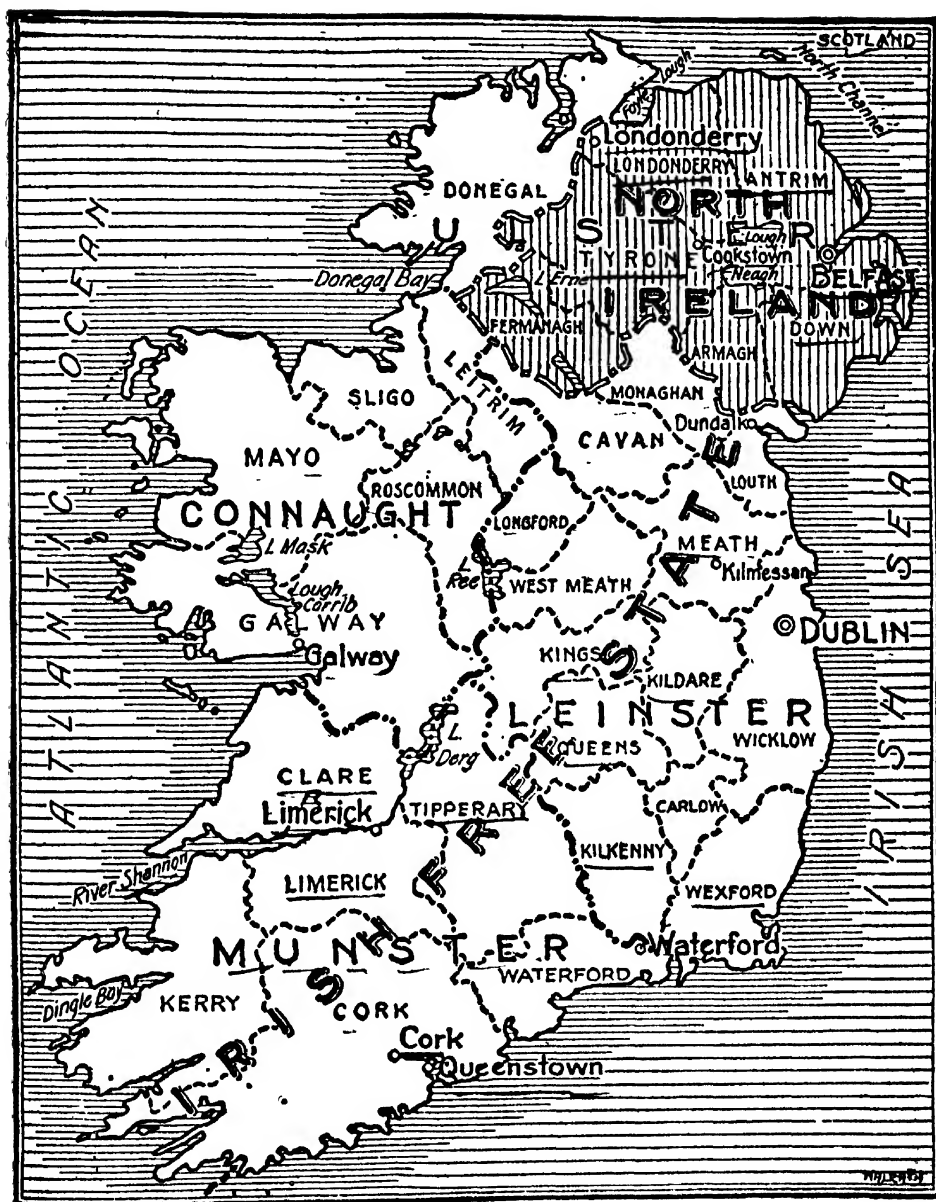 SCOTLAND
North Channel
Foyle Lough
Londonderry
LONDONDERRY
ANTRIM
DONEGAL
NORTH
ULSTER
TYRONE
Cookstown
Lough Neagh
BELFAST
Donegal Bay
L Erne
IRELAND
FERMANAGH
DOWN
ARMAGH
MONAGHAN
LEITRIM
SLIGO
Dundalk
CAVAN
MAYO
LOUTH
ROSCOMMON
CONNAUGHT
LONGFORD
L Mask
MEATH
Kilmessan
L Ree
WEST MEATH
Lough Corrib
GALWAY
Galway
DUBLIN
KINGS
KILDARE
LEINSTER
WICKLOW
QUEENS
L Derg
CLARE
Limerick
TIPPERARY
CARLOW
KILKENNY
River Shannon
LIMERICK
WEXFORD
MUNSTER
Waterford
WATERFORD
Dingle Bay
KERRY
CORK
Cork
Queenstown
IRISH FREE STATE
ATLANTIC OCEAN
IRISH SEA